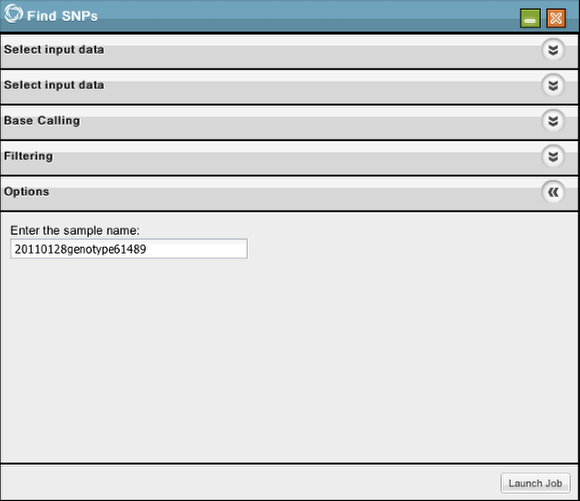 Find SNPs
Select input data
Select input data
Base Calling
Filtering
Options
Enter the sample name:
20110128genotype61489
Launch Job